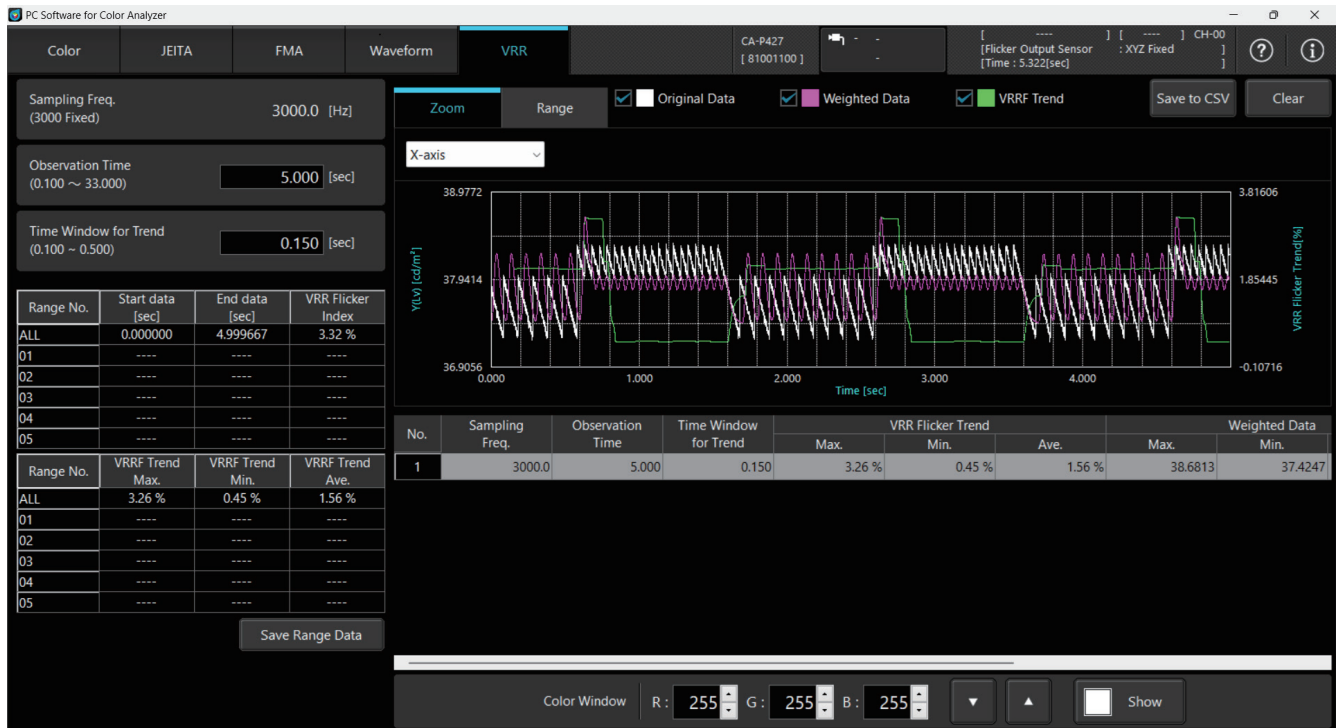 PC Software for Color Analyzer
Color JEITA FMA Waveform VRR
CA-P427
[ 81001100 ]
- -
-
[ ---- ] [ ---- ] CH-00
[Flicker Output Sensor : XYZ Fixed ]
[Time : 5.322[sec] ]
Sampling Freq.
(3000 Fixed)
3000.0 [Hz]
Observation Time
(0.100 ～ 33.000)
5.000 [sec]
Time Window for Trend
(0.100 ~ 0.500)
0.150 [sec]
Range No. Start data [sec] End data [sec] VRR Flicker Index
ALL 0.000000 4.999667 3.32 %
01 ---- ---- ----
02 ---- ---- ----
03 ---- ---- ----
04 ---- ---- ----
05 ---- ---- ----
Range No. VRRF Trend Max. VRRF Trend Min. VRRF Trend Ave.
ALL 3.26 % 0.45 % 1.56 %
01 ---- ---- ----
02 ---- ---- ----
03 ---- ---- ----
04 ---- ---- ----
05 ---- ---- ----
Save Range Data
Zoom Range
Original Data Weighted Data VRRF Trend
Save to CSV Clear
X-axis
38.9772
37.9414
36.9056
Y(Lv) [cd/m²]
3.81606
1.85445
-0.10716
VRR Flicker Trend[%]
0.000 1.000 2.000 3.000 4.000
Time [sec]
No. Sampling Freq. Observation Time Time Window for Trend VRR Flicker Trend Weighted Data
Max. Min. Ave. Max. Min.
1 3000.0 5.000 0.150 3.26 % 0.45 % 1.56 % 38.6813 37.4247
Color Window R : 255 G : 255 B : 255 Show